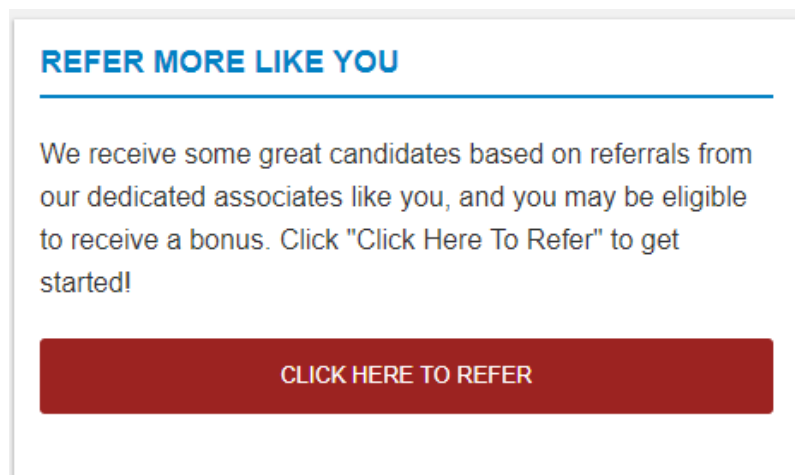 REFER MORE LIKE YOU
We receive some great candidates based on referrals from
our dedicated associates like you, and you may be eligible
to receive a bonus. Click "Click Here To Refer" to get
started!
CLICK HERE TO REFER